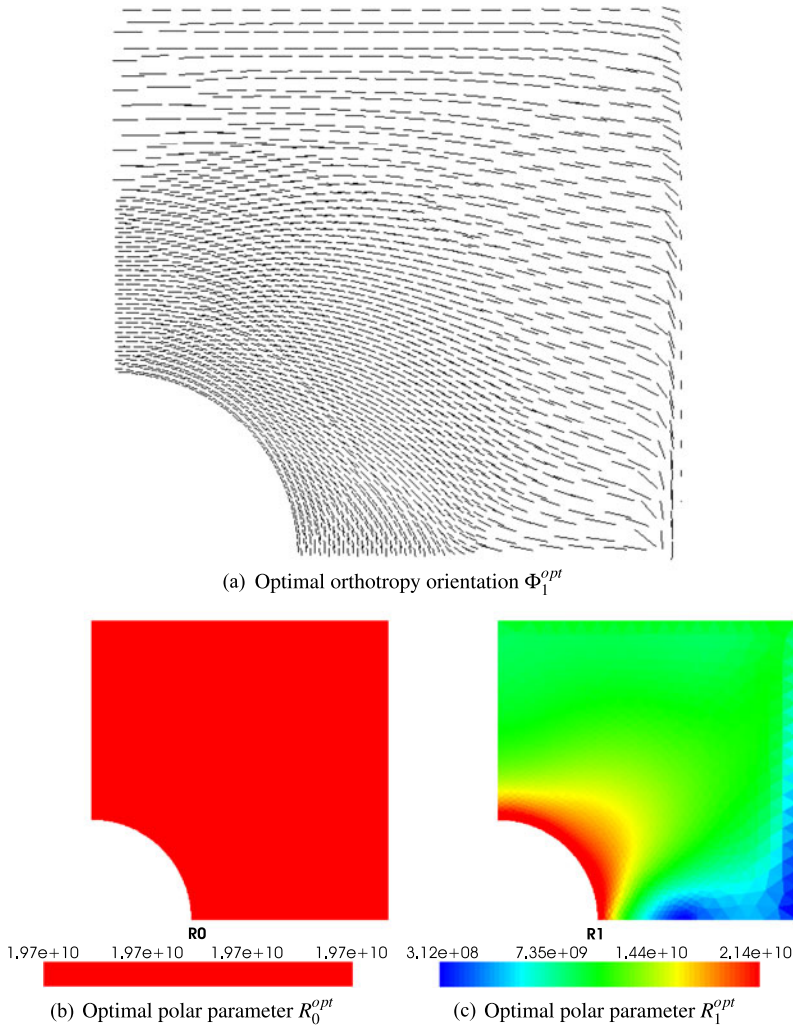 (a) Optimal orthotropy orientation Φ₁ᵒᵖᵗ
R0
1.97e+10 1.97e+10 1.97e+10 1.97e+10
(b) Optimal polar parameter R₀ᵒᵖᵗ
R1
3.12e+08 7.35e+09 1.44e+10 2.14e+10
(c) Optimal polar parameter R₁ᵒᵖᵗ